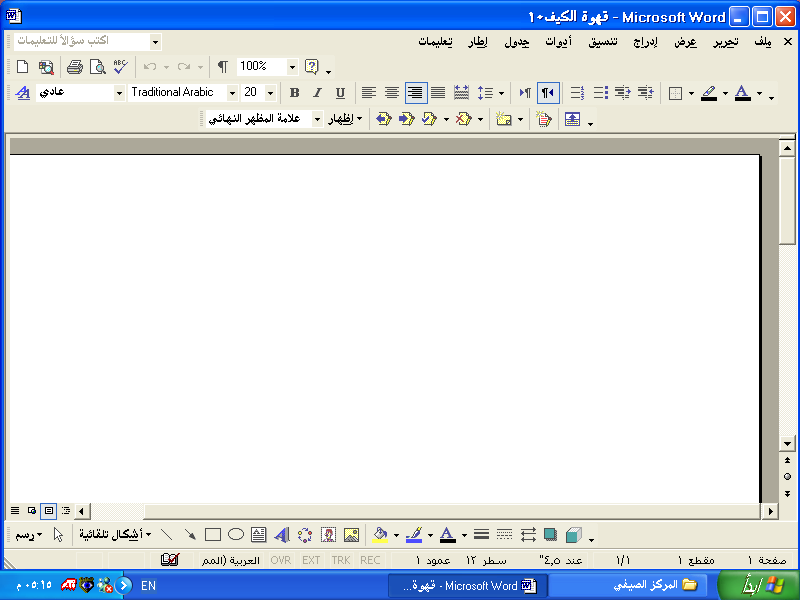 قهوة الكيف١٠ - Microsoft Word
ملف تحرير عرض إدراج تنسيق أدوات جدول إطار تعليمات اكتب سؤالاً للتعليمات
100%
عادي Traditional Arabic 20 B I U
علامة المظهر النهائي إظهار
رسم أشكال تلقائية
صفحة ١ مقطع ١ ١/١ عند ٤,٥" سطر ١٢ عمود ١ REC TRK EXT OVR العربية (المم
ابدأ المركز الصيفي قهوة... - Microsoft Word EN ٠٥:١٥ م